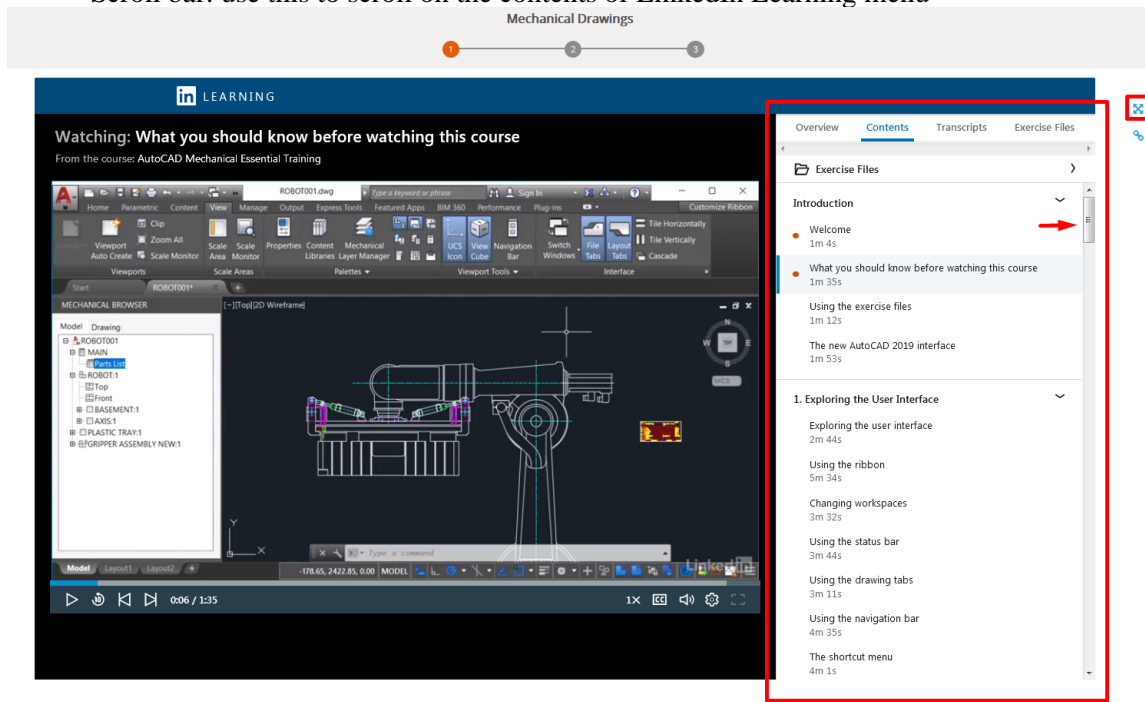 Scroll bar: use this to scroll on the contents of LinkedIn Learning menu
Mechanical Drawings
1 2 3
in LEARNING
Watching: What you should know before watching this course
From the course: AutoCAD Mechanical Essential Training
ROBOT001.dwg Type a keyword or phrase Sign In
Home Parametric Content View Manage Output Express Tools Featured Apps BIM 360 Performance Plug-ins Customize Ribbon
Viewport
Auto Create
Clip
Zoom All
Scale Monitor
Scale Area
Scale Monitor
Properties
Content Libraries
Mechanical Layer Manager
UCS Icon
View Cube
Navigation Bar
Switch Windows
File Tabs
Layout Tabs
Tile Horizontally
Tile Vertically
Cascade
Viewports Scale Areas Palettes Viewport Tools Interface
Start ROBOT001*
MECHANICAL BROWSER
Model Drawing
ROBOT001
MAIN
Parts List
ROBOT:1
Top
Front
BASEMENT:1
AXIS:1
PLASTIC TRAY:1
GRIPPER ASSEMBLY NEW:1
[-][Top][2D Wireframe]
N
W TOP E
S
WCS
Y
X
Type a command
Model Layout1 Layout2 +
-178.65, 2422.85, 0.00 MODEL
LinkedIn
10 0:06 / 1:35 1X CC
Overview Contents Transcripts Exercise Files
Exercise Files
Introduction
Welcome
1m 4s
What you should know before watching this course
1m 35s
Using the exercise files
1m 12s
The new AutoCAD 2019 interface
1m 53s
1. Exploring the User Interface
Exploring the user interface
2m 44s
Using the ribbon
5m 34s
Changing workspaces
3m 32s
Using the status bar
3m 44s
Using the drawing tabs
3m 11s
Using the navigation bar
4m 35s
The shortcut menu
4m 1s